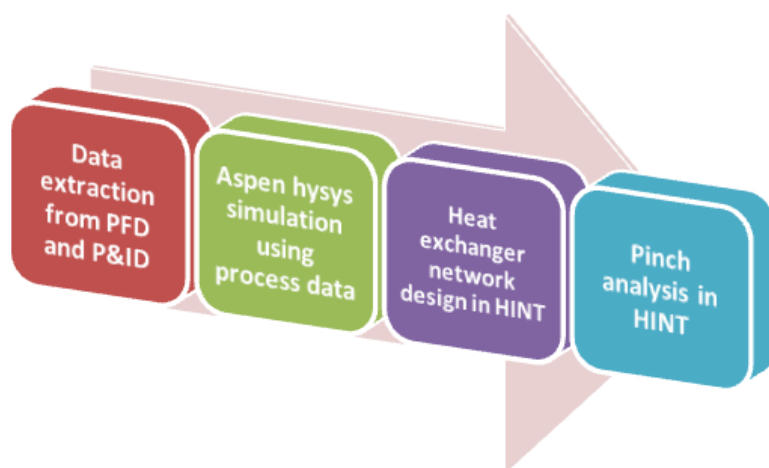 Data
extraction
from PFD
and P&ID
Aspen hysys
simulation
using
process data
Heat
exchanger
network
design in HINT
Pinch
analysis in
HINT